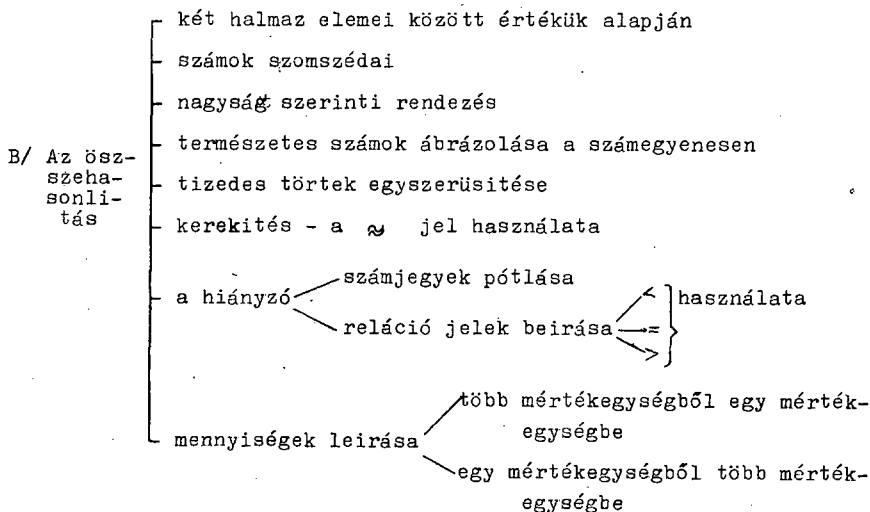 két halmaz elemei között értékük alapján
számok szomszédai
nagyság szerinti rendezés
természetes számok ábrázolása a számegyenesen
B/ Az ösz-
szeha-
sonli-
tás
tizedes törtek egyszerüsitése
kerekités - a ≈ jel használata
a hiányzó
számjegyek pótlása
reláció jelek beirása
<
=
>
használata
mennyiségek leirása
több mértékegységből egy mérték-
egységbe
egy mértékegységből több mérték-
egységbe